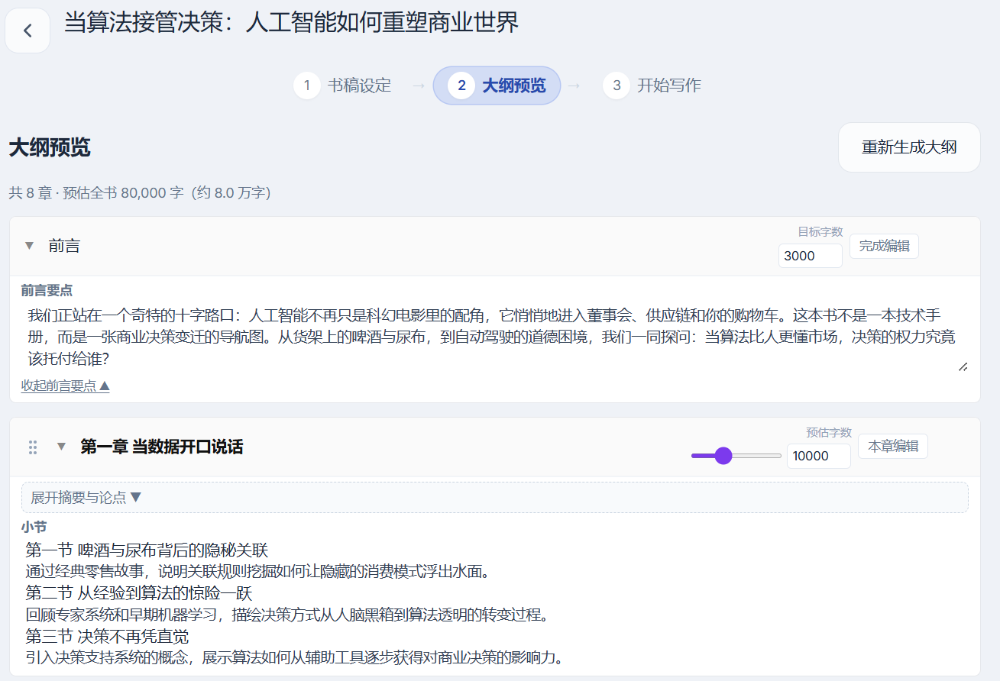 当算法接管决策：人工智能如何重塑商业世界
1 书稿设定 → 2 大纲预览 → 3 开始写作
大纲预览
重新生成大纲
共 8 章 · 预估全书 80,000 字（约 8.0 万字）
▼ 前言
目标字数
3000
完成编辑
前言要点
我们正站在一个奇特的十字路口：人工智能不再只是科幻电影里的配角，它悄悄地进入董事会、供应链和你的购物车。这本书不是一本技术手
册，而是一张商业决策变迁的导航图。从货架上的啤酒与尿布，到自动驾驶的道德困境，我们一同探问：当算法比人更懂市场，决策的权力究竟
该托付给谁？
收起前言要点 ▲
▼ 第一章 当数据开口说话
预估字数
10000
本章编辑
展开摘要与论点 ▼
小节
第一节 啤酒与尿布背后的隐秘关联
通过经典零售故事，说明关联规则挖掘如何让隐藏的消费模式浮出水面。
第二节 从经验到算法的惊险一跃
回顾专家系统和早期机器学习，描绘决策方式从人脑黑箱到算法透明的转变过程。
第三节 决策不再凭直觉
引入决策支持系统的概念，展示算法如何从辅助工具逐步获得对商业决策的影响力。